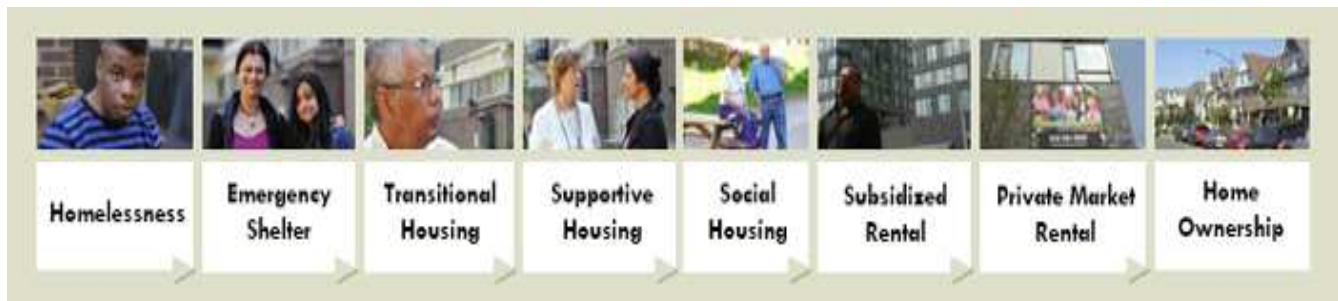 Homelessness
Emergency
Shelter
Transitional
Housing
Supportive
Housing
Social
Housing
Subsidized
Rental
Private Market
Rental
Home
Ownership